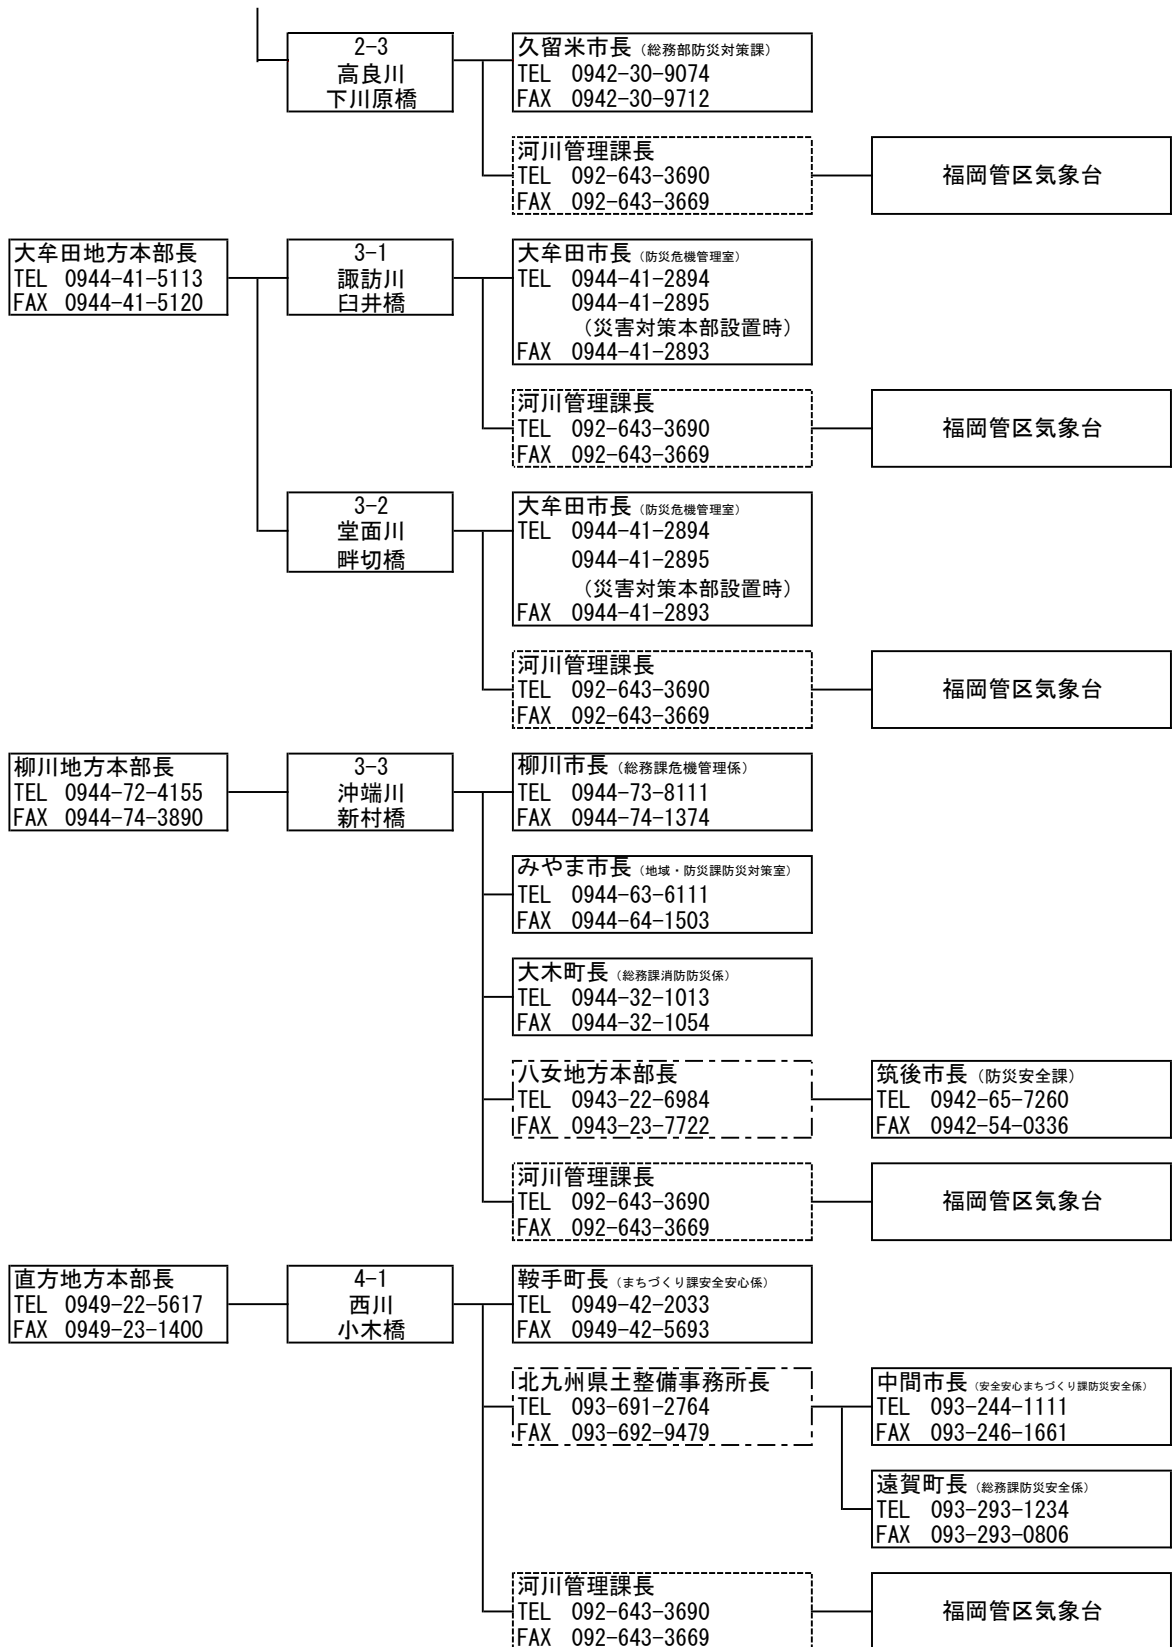 2-3
高良川
下川原橋
久留米市長（総務部防災対策課）
TEL 0942-30-9074
FAX 0942-30-9712
河川管理課長
TEL 092-643-3690
FAX 092-643-3669
福岡管区気象台
大牟田地方本部長
TEL 0944-41-5113
FAX 0944-41-5120
3-1
諏訪川
臼井橋
大牟田市長（防災危機管理室）
TEL 0944-41-2894
0944-41-2895
（災害対策本部設置時）
FAX 0944-41-2893
河川管理課長
TEL 092-643-3690
FAX 092-643-3669
福岡管区気象台
3-2
堂面川
畔切橋
大牟田市長（防災危機管理室）
TEL 0944-41-2894
0944-41-2895
（災害対策本部設置時）
FAX 0944-41-2893
河川管理課長
TEL 092-643-3690
FAX 092-643-3669
福岡管区気象台
柳川地方本部長
TEL 0944-72-4155
FAX 0944-74-3890
3-3
沖端川
新村橋
柳川市長（総務課危機管理係）
TEL 0944-73-8111
FAX 0944-74-1374
みやま市長（地域・防災課防災対策室）
TEL 0944-63-6111
FAX 0944-64-1503
大木町長（総務課消防防災係）
TEL 0944-32-1013
FAX 0944-32-1054
八女地方本部長
TEL 0943-22-6984
FAX 0943-23-7722
筑後市長（防災安全課）
TEL 0942-65-7260
FAX 0942-54-0336
河川管理課長
TEL 092-643-3690
FAX 092-643-3669
福岡管区気象台
直方地方本部長
TEL 0949-22-5617
FAX 0949-23-1400
4-1
西川
小木橋
鞍手町長（まちづくり課安全安心係）
TEL 0949-42-2033
FAX 0949-42-5693
北九州県土整備事務所長
TEL 093-691-2764
FAX 093-692-9479
中間市長（安全安心まちづくり課防災安全係）
TEL 093-244-1111
FAX 093-246-1661
遠賀町長（総務課防災安全係）
TEL 093-293-1234
FAX 093-293-0806
河川管理課長
TEL 092-643-3690
FAX 092-643-3669
福岡管区気象台